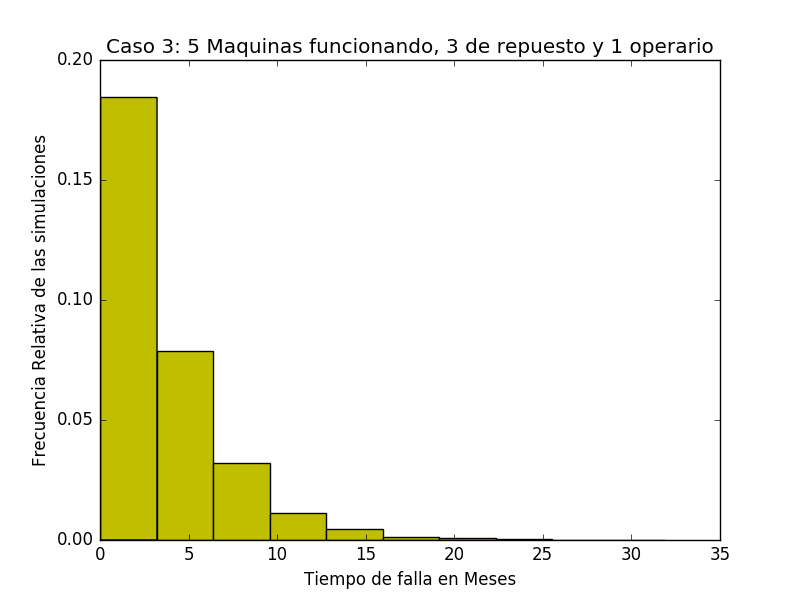 Caso 3: 5 Maquinas funcionando, 3 de repuesto y 1 operario
Frecuencia Relativa de las simulaciones
0.20
0.15
0.10
0.05
0.00
0 5 10 15 20 25 30 35
Tiempo de falla en Meses